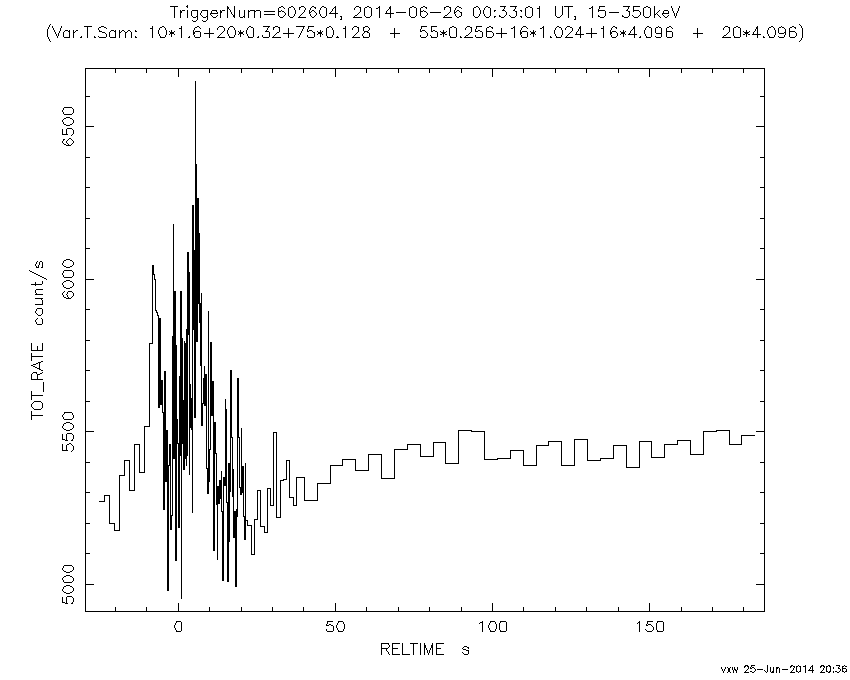 TriggerNum=602604, 2014-06-26 00:33:01 UT, 15-350keV
(Var.T.Sam: 10*1.6+20*0.32+75*0.128 + 55*0.256+16*1.024+16*4.096 + 20*4.096)
TOT_RATE count/s
6500
6000
5500
5000
0 50 100 150
RELTIME s
vxw 25-Jun-2014 20:36